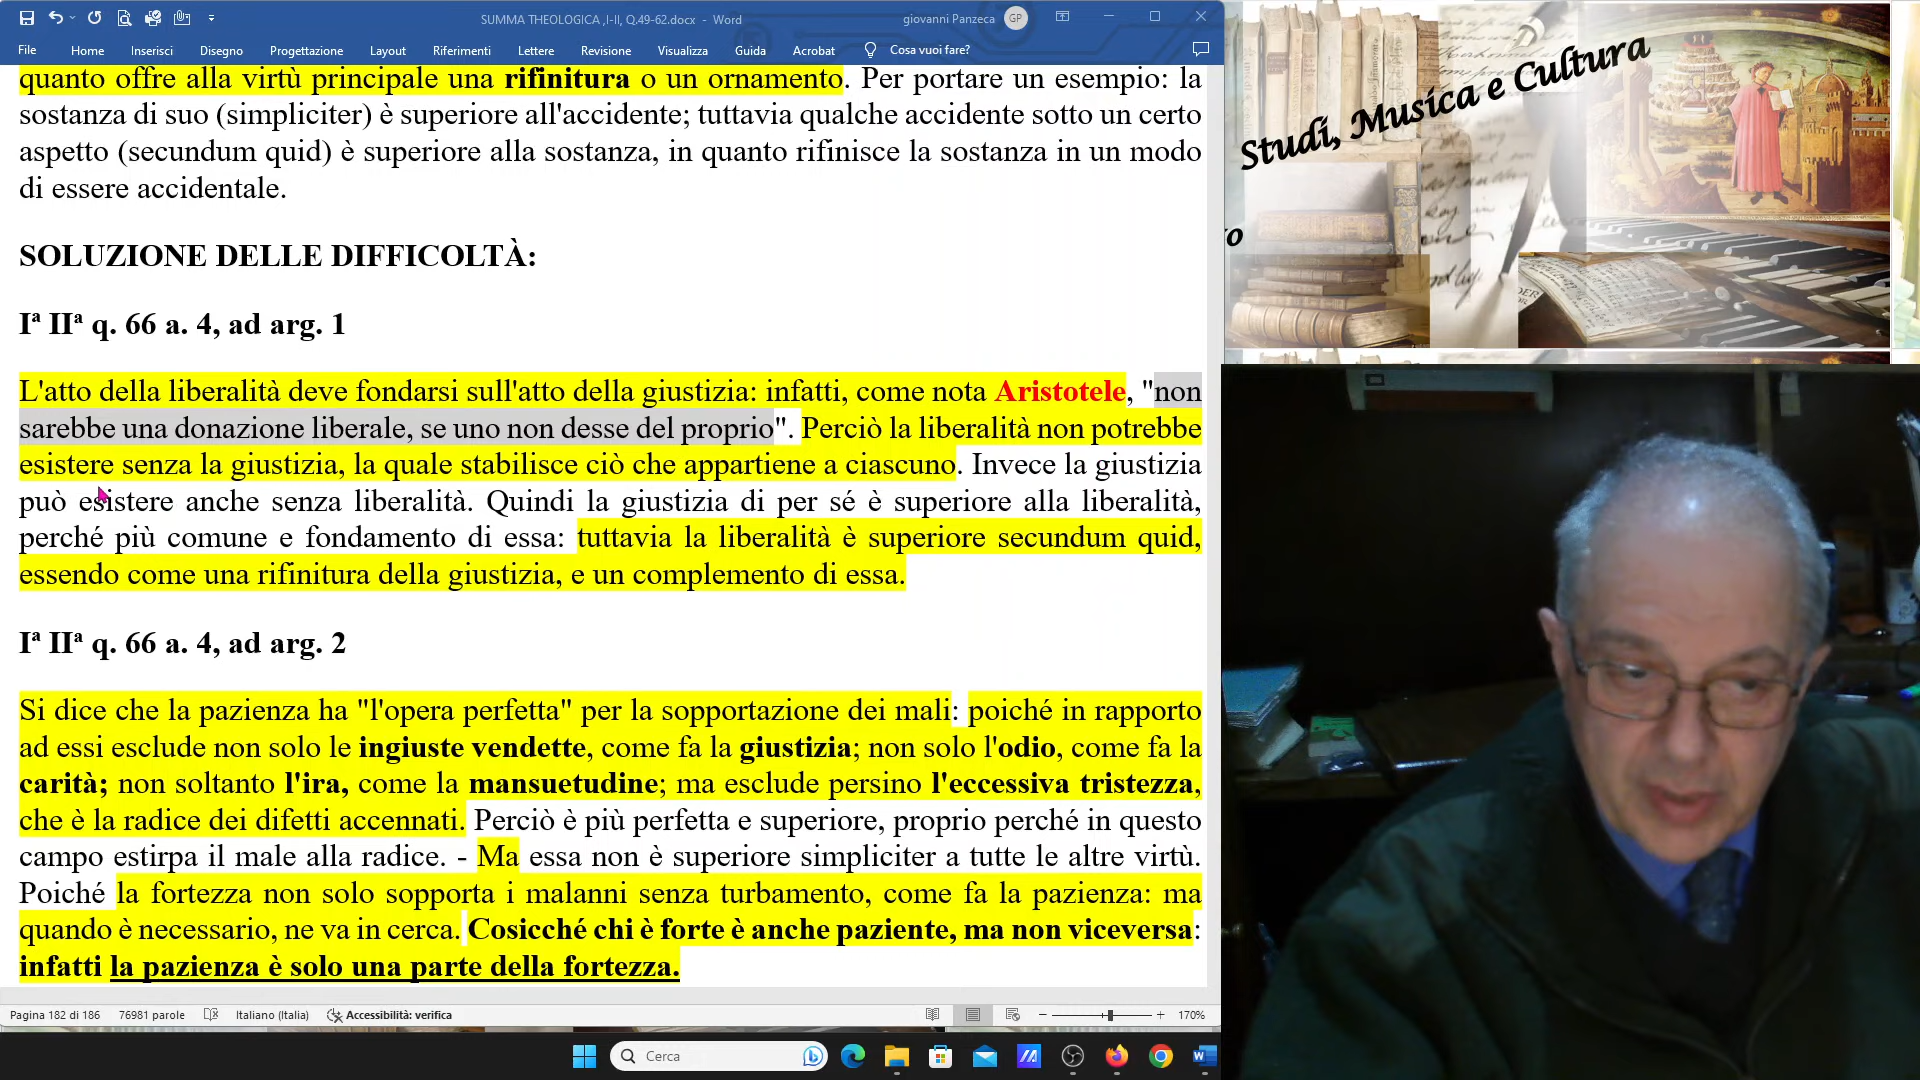 SUMMA THEOLOGICA ,I-II, Q.49-62.docx - Word
giovanni Panzeca GP
File Home Inserisci Disegno Progettazione Layout Riferimenti Lettere Revisione Visualizza Guida Acrobat Cosa vuoi fare?
quanto offre alla virtù principale una rifinitura o un ornamento. Per portare un esempio: la
sostanza di suo (simpliciter) è superiore all'accidente; tuttavia qualche accidente sotto un certo
aspetto (secundum quid) è superiore alla sostanza, in quanto rifinisce la sostanza in un modo
di essere accidentale.
SOLUZIONE DELLE DIFFICOLTÀ:
Iª IIª q. 66 a. 4, ad arg. 1
L'atto della liberalità deve fondarsi sull'atto della giustizia: infatti, come nota Aristotele, "non
sarebbe una donazione liberale, se uno non desse del proprio". Perciò la liberalità non potrebbe
esistere senza la giustizia, la quale stabilisce ciò che appartiene a ciascuno. Invece la giustizia
può esistere anche senza liberalità. Quindi la giustizia di per sé è superiore alla liberalità,
perché più comune e fondamento di essa: tuttavia la liberalità è superiore secundum quid,
essendo come una rifinitura della giustizia, e un complemento di essa.
Iª IIª q. 66 a. 4, ad arg. 2
Si dice che la pazienza ha "l'opera perfetta" per la sopportazione dei mali: poiché in rapporto
ad essi esclude non solo le ingiuste vendette, come fa la giustizia; non solo l'odio, come fa la
carità; non soltanto l'ira, come la mansuetudine; ma esclude persino l'eccessiva tristezza,
che è la radice dei difetti accennati. Perciò è più perfetta e superiore, proprio perché in questo
campo estirpa il male alla radice. - Ma essa non è superiore simpliciter a tutte le altre virtù.
Poiché la fortezza non solo sopporta i malanni senza turbamento, come fa la pazienza: ma
quando è necessario, ne va in cerca. Cosicché chi è forte è anche paziente, ma non viceversa:
infatti la pazienza è solo una parte della fortezza.
Pagina 182 di 186 76981 parole Italiano (Italia) Accessibilità: verifica 170%
Cerca
Studi, Musica e Cultura